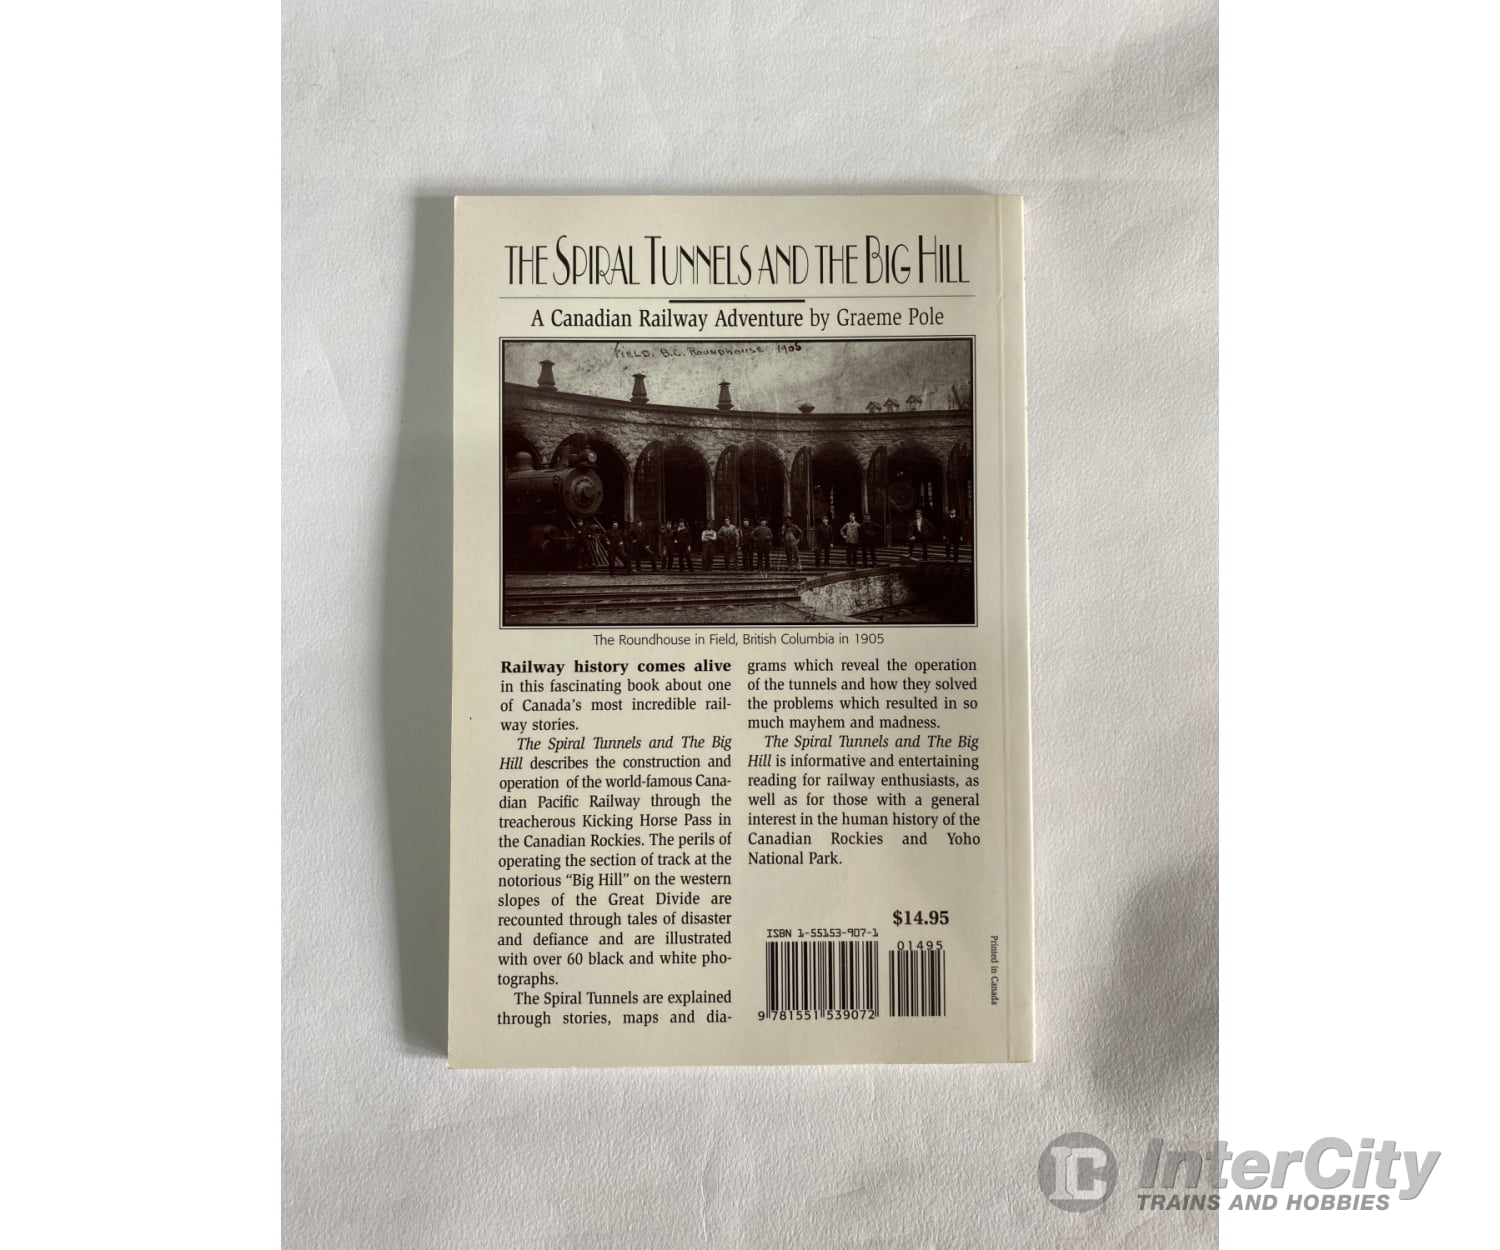 THE SPIRAL TUNNELS AND THE BIG HILL
A Canadian Railway Adventure by Graeme Pole
FIELD. B.C. ROUNDHOUSE 1905
The Roundhouse in Field, British Columbia in 1905
Railway history comes alive
in this fascinating book about one
of Canada's most incredible rail-
way stories.
The Spiral Tunnels and The Big
Hill describes the construction and
operation of the world-famous Cana-
dian Pacific Railway through the
treacherous Kicking Horse Pass in
the Canadian Rockies. The perils of
operating the section of track at the
notorious “Big Hill” on the western
slopes of the Great Divide are
recounted through tales of disaster
and defiance and are illustrated
with over 60 black and white pho-
tographs.
The Spiral Tunnels are explained
through stories, maps and dia-
grams which reveal the operation
of the tunnels and how they solved
the problems which resulted in so
much mayhem and madness.
The Spiral Tunnels and The Big
Hill is informative and entertaining
reading for railway enthusiasts, as
well as for those with a general
interest in the human history of the
Canadian Rockies and Yoho
National Park.
$14.95
ISBN 1-55153-907-1
01495
9 781551 539072
Printed in Canada
IC InterCity
TRAINS AND HOBBIES